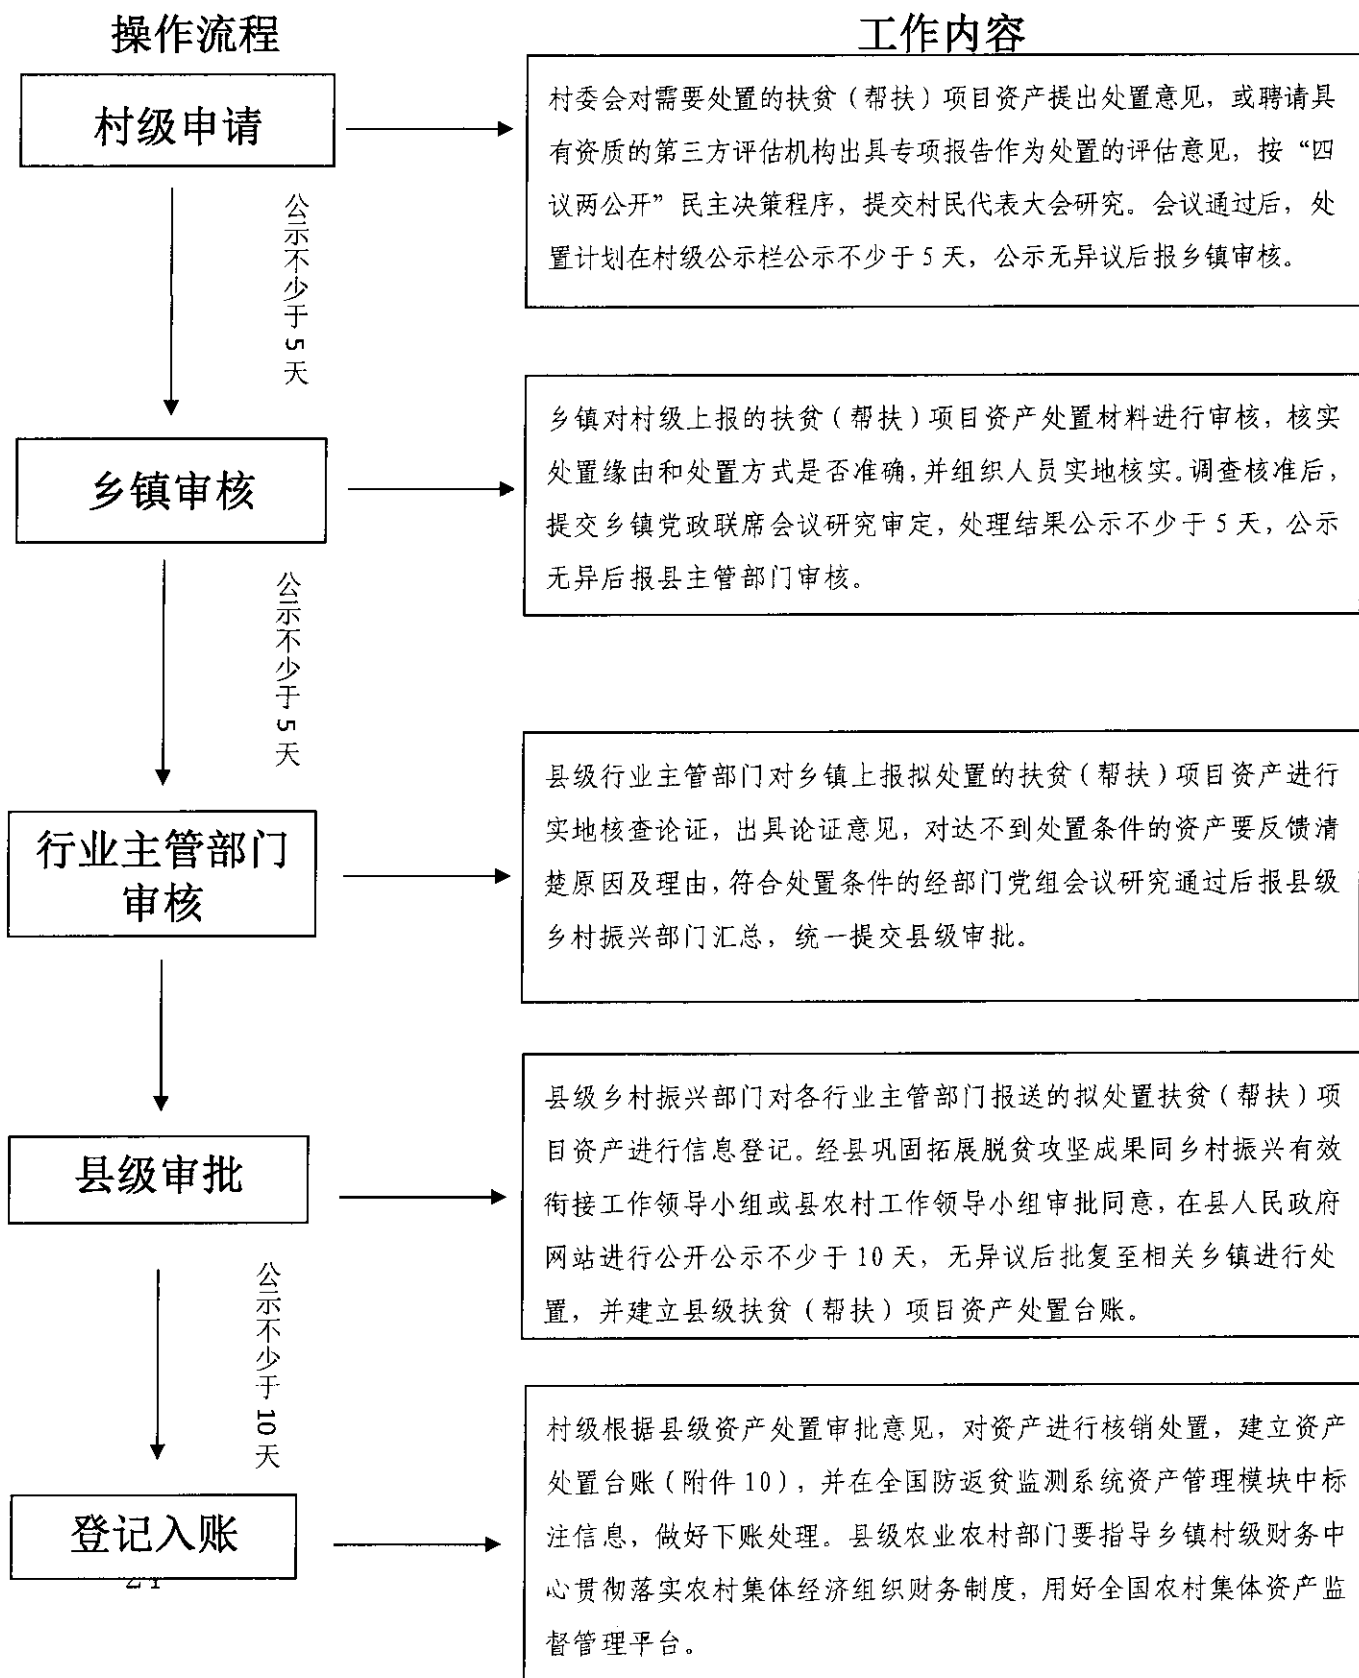 操作流程
工作内容
村级申请
村委会对需要处置的扶贫（帮扶）项目资产提出处置意见，或聘请具
有资质的第三方评估机构出具专项报告作为处置的评估意见，按“四
议两公开”民主决策程序，提交村民代表大会研究。会议通过后，处
置计划在村级公示栏公示不少于 5 天，公示无异议后报乡镇审核。
公示不少于 5 天
乡镇审核
乡镇对村级上报的扶贫（帮扶）项目资产处置材料进行审核，核实
处置缘由和处置方式是否准确，并组织人员实地核实。调查核准后，
提交乡镇党政联席会议研究审定，处理结果公示不少于 5 天，公示
无异后报县主管部门审核。
公示不少于 5 天
行业主管部门
审核
县级行业主管部门对乡镇上报拟处置的扶贫（帮扶）项目资产进行
实地核查论证，出具论证意见，对达不到处置条件的资产要反馈清
楚原因及理由，符合处置条件的经部门党组会议研究通过后报县级
乡村振兴部门汇总，统一提交县级审批。
县级审批
县级乡村振兴部门对各行业主管部门报送的拟处置扶贫（帮扶）项
目资产进行信息登记。经县巩固拓展脱贫攻坚成果同乡村振兴有效
衔接工作领导小组或县农村工作领导小组审批同意，在县人民政府
网站进行公开公示不少于 10 天，无异议后批复至相关乡镇进行处
置，并建立县级扶贫（帮扶）项目资产处置台账。
公示不少于 10 天
登记入账
村级根据县级资产处置审批意见，对资产进行核销处置，建立资产
处置台账（附件 10），并在全国防返贫监测系统资产管理模块中标
注信息，做好下账处理。县级农业农村部门要指导乡镇村级财务中
心贯彻落实农村集体经济组织财务制度，用好全国农村集体资产监
督管理平台。